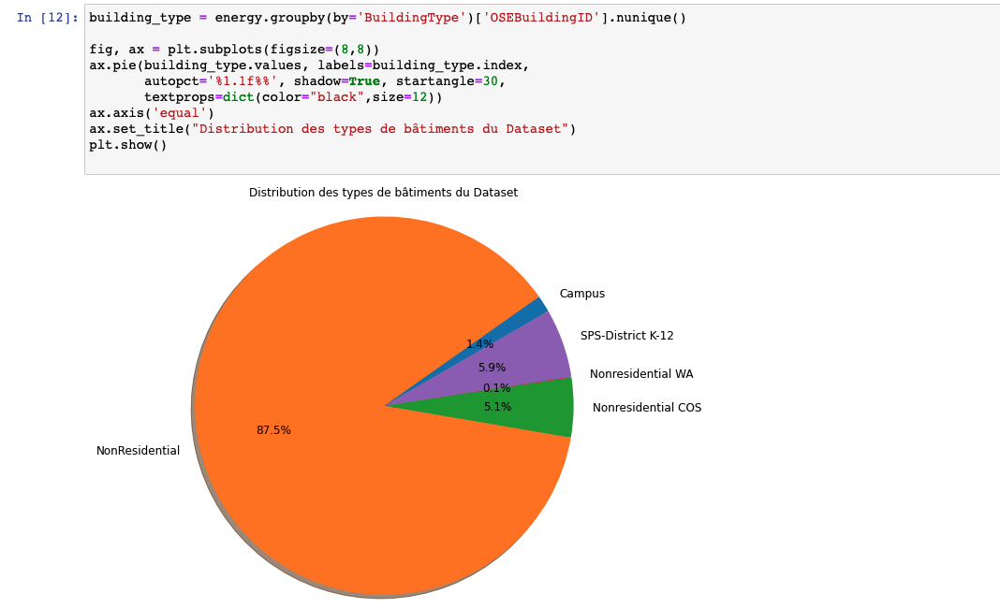 In [12]: building_type = energy.groupby(by='BuildingType')['OSEBuildingID'].nunique()
fig, ax = plt.subplots(figsize=(8,8))
ax.pie(building_type.values, labels=building_type.index,
autopct='%1.1f%%', shadow=True, startangle=30,
textprops=dict(color="black",size=12))
ax.axis('equal')
ax.set_title("Distribution des types de bâtiments du Dataset")
plt.show()
Distribution des types de bâtiments du Dataset
Campus
SPS-District K-12
1.4%
5.9%
Nonresidential WA
0.1%
5.1%
Nonresidential COS
87.5%
NonResidential